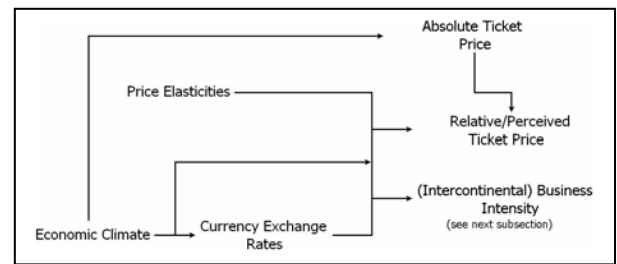 Absolute Ticket
Price
Price Elasticities
Relative/Perceived
Ticket Price
(Intercontinental) Business
Intensity
(see next subsection)
Economic Climate
Currency Exchange
Rates